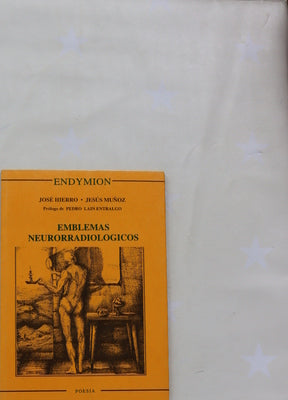 ENDYMION
JOSÉ HIERRO • JESÚS MUÑOZ
Prólogo de PEDRO LAIN ENTRALGO
EMBLEMAS
NEURORRADIOLOGICOS
POESIA